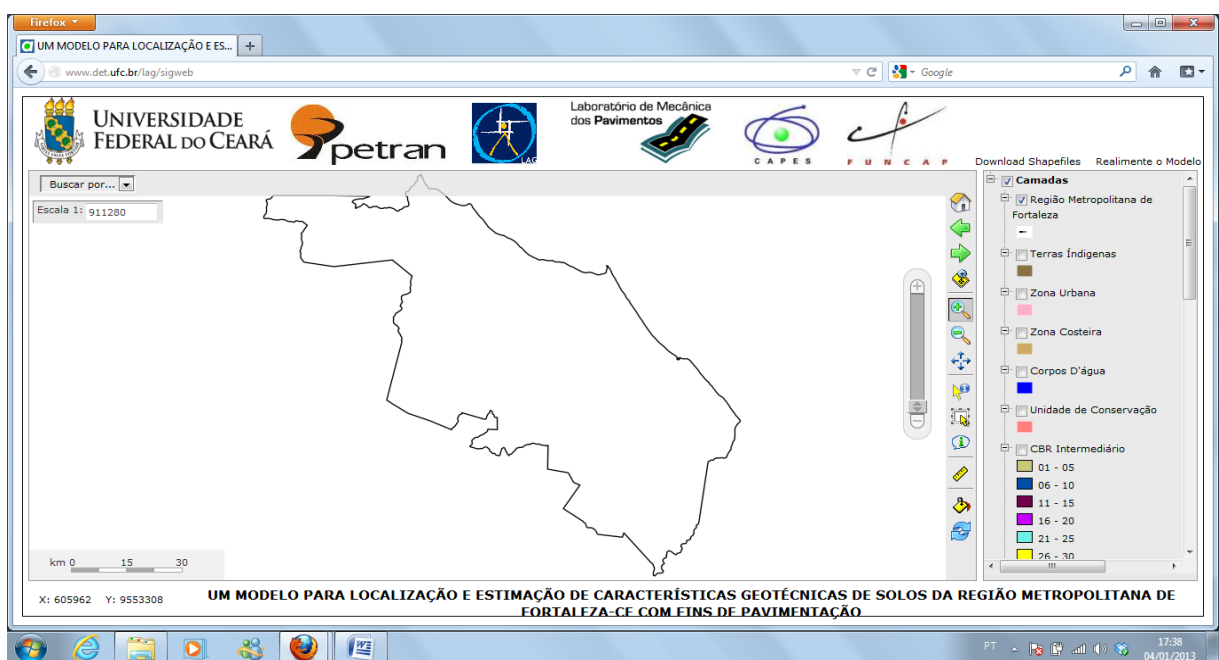 Firefox
UM MODELO PARA LOCALIZAÇÃO E ES...
www.det.ufc.br/lag/sigweb
Google
UNIVERSIDADE
FEDERAL DO CEARÁ
petran
LAG
Laboratório de Mecânica
dos Pavimentos
CAPES
FUNCAP
Download Shapefiles Realimente o Modelo
Buscar por...
Escala 1: 911280
Camadas
Região Metropolitana de
Fortaleza
Terras Índigenas
Zona Urbana
Zona Costeira
Corpos D'água
Unidade de Conservação
CBR Intermediário
01 - 05
06 - 10
11 - 15
16 - 20
21 - 25
26 - 30
km 0 15 30
X: 605962 Y: 9553308
UM MODELO PARA LOCALIZAÇÃO E ESTIMAÇÃO DE CARACTERÍSTICAS GEOTÉCNICAS DE SOLOS DA REGIÃO METROPOLITANA DE
FORTALEZA-CE COM FINS DE PAVIMENTAÇÃO
PT
17:38
04/01/2013